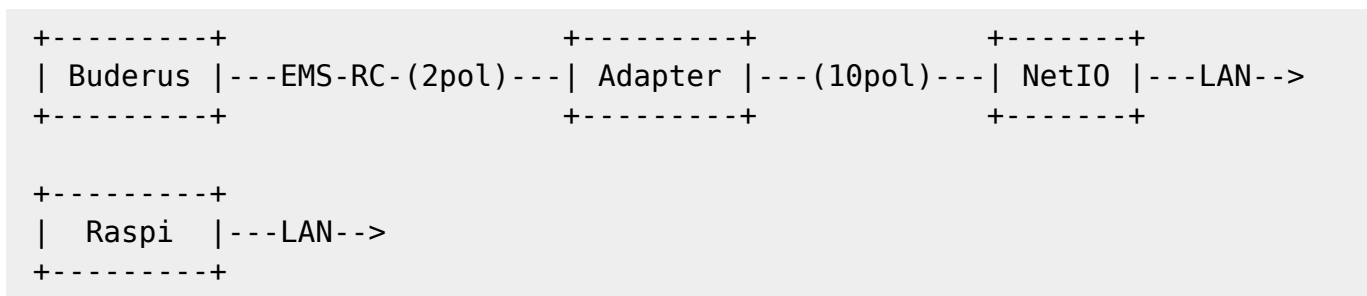 +---------+                    +---------+              +-------+
| Buderus |---EMS-RC-(2pol)---| Adapter |---(10pol)---| NetIO |---LAN-->
+---------+                    +---------+              +-------+

+---------+
|  Raspi  |---LAN-->
+---------+